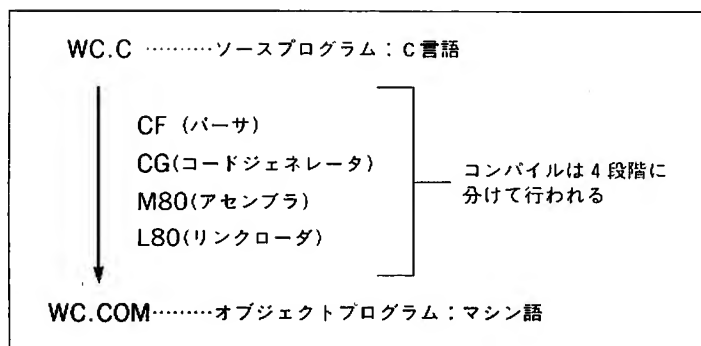 WC.C ··········ソースプログラム：C言語
CF (パーサ)
CG(コードジェネレータ)
M80(アセンブラ)
L80(リンクローダ)
コンパイルは4段階に
分けて行われる
WC.COM·········オブジェクトプログラム：マシン語